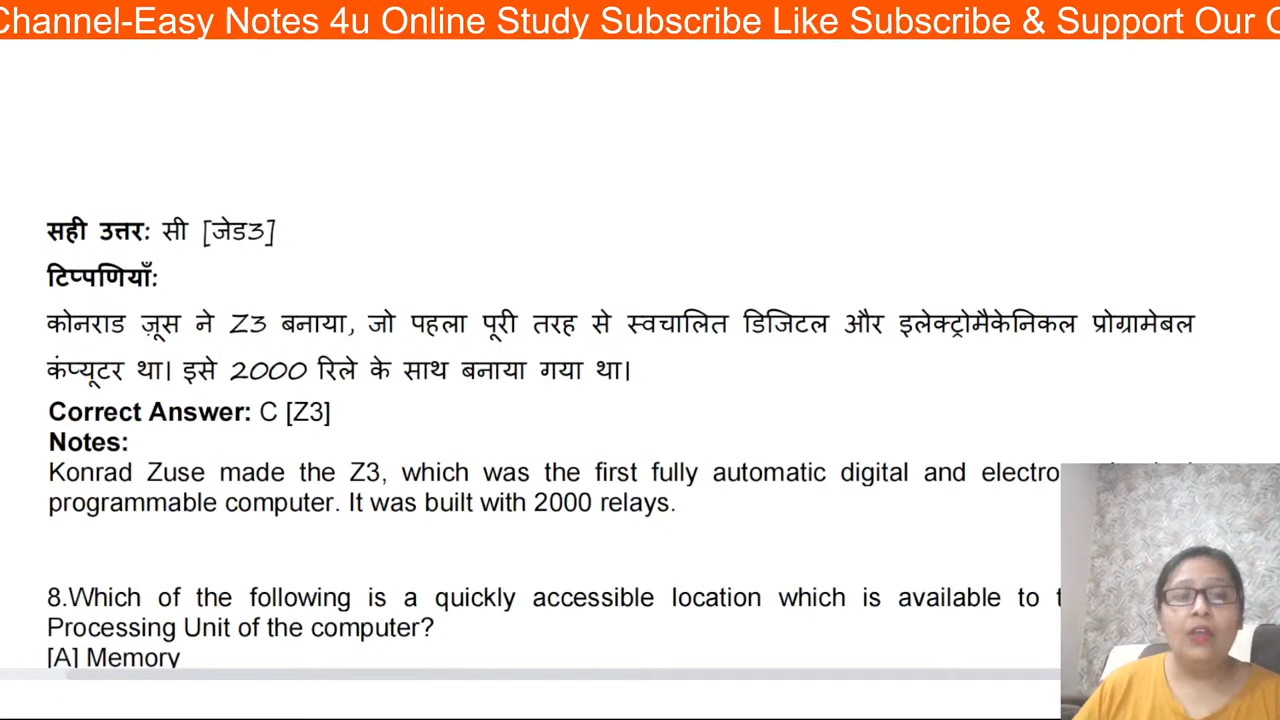 Channel-Easy Notes 4u Online Study Subscribe Like Subscribe & Support Our
सही उत्तर: सी [जेड3]
टिप्पणियाँ:
कोनराड ज़ूस ने Z3 बनाया, जो पहला पूरी तरह से स्वचालित डिजिटल और इलेक्ट्रोमैकेनिकल प्रोग्रामेबल
कंप्यूटर था। इसे 2000 रिले के साथ बनाया गया था।
Correct Answer: C [Z3]
Notes:
Konrad Zuse made the Z3, which was the first fully automatic digital and electro
programmable computer. It was built with 2000 relays.
8.Which of the following is a quickly accessible location which is available to
Processing Unit of the computer?
[A] Memory